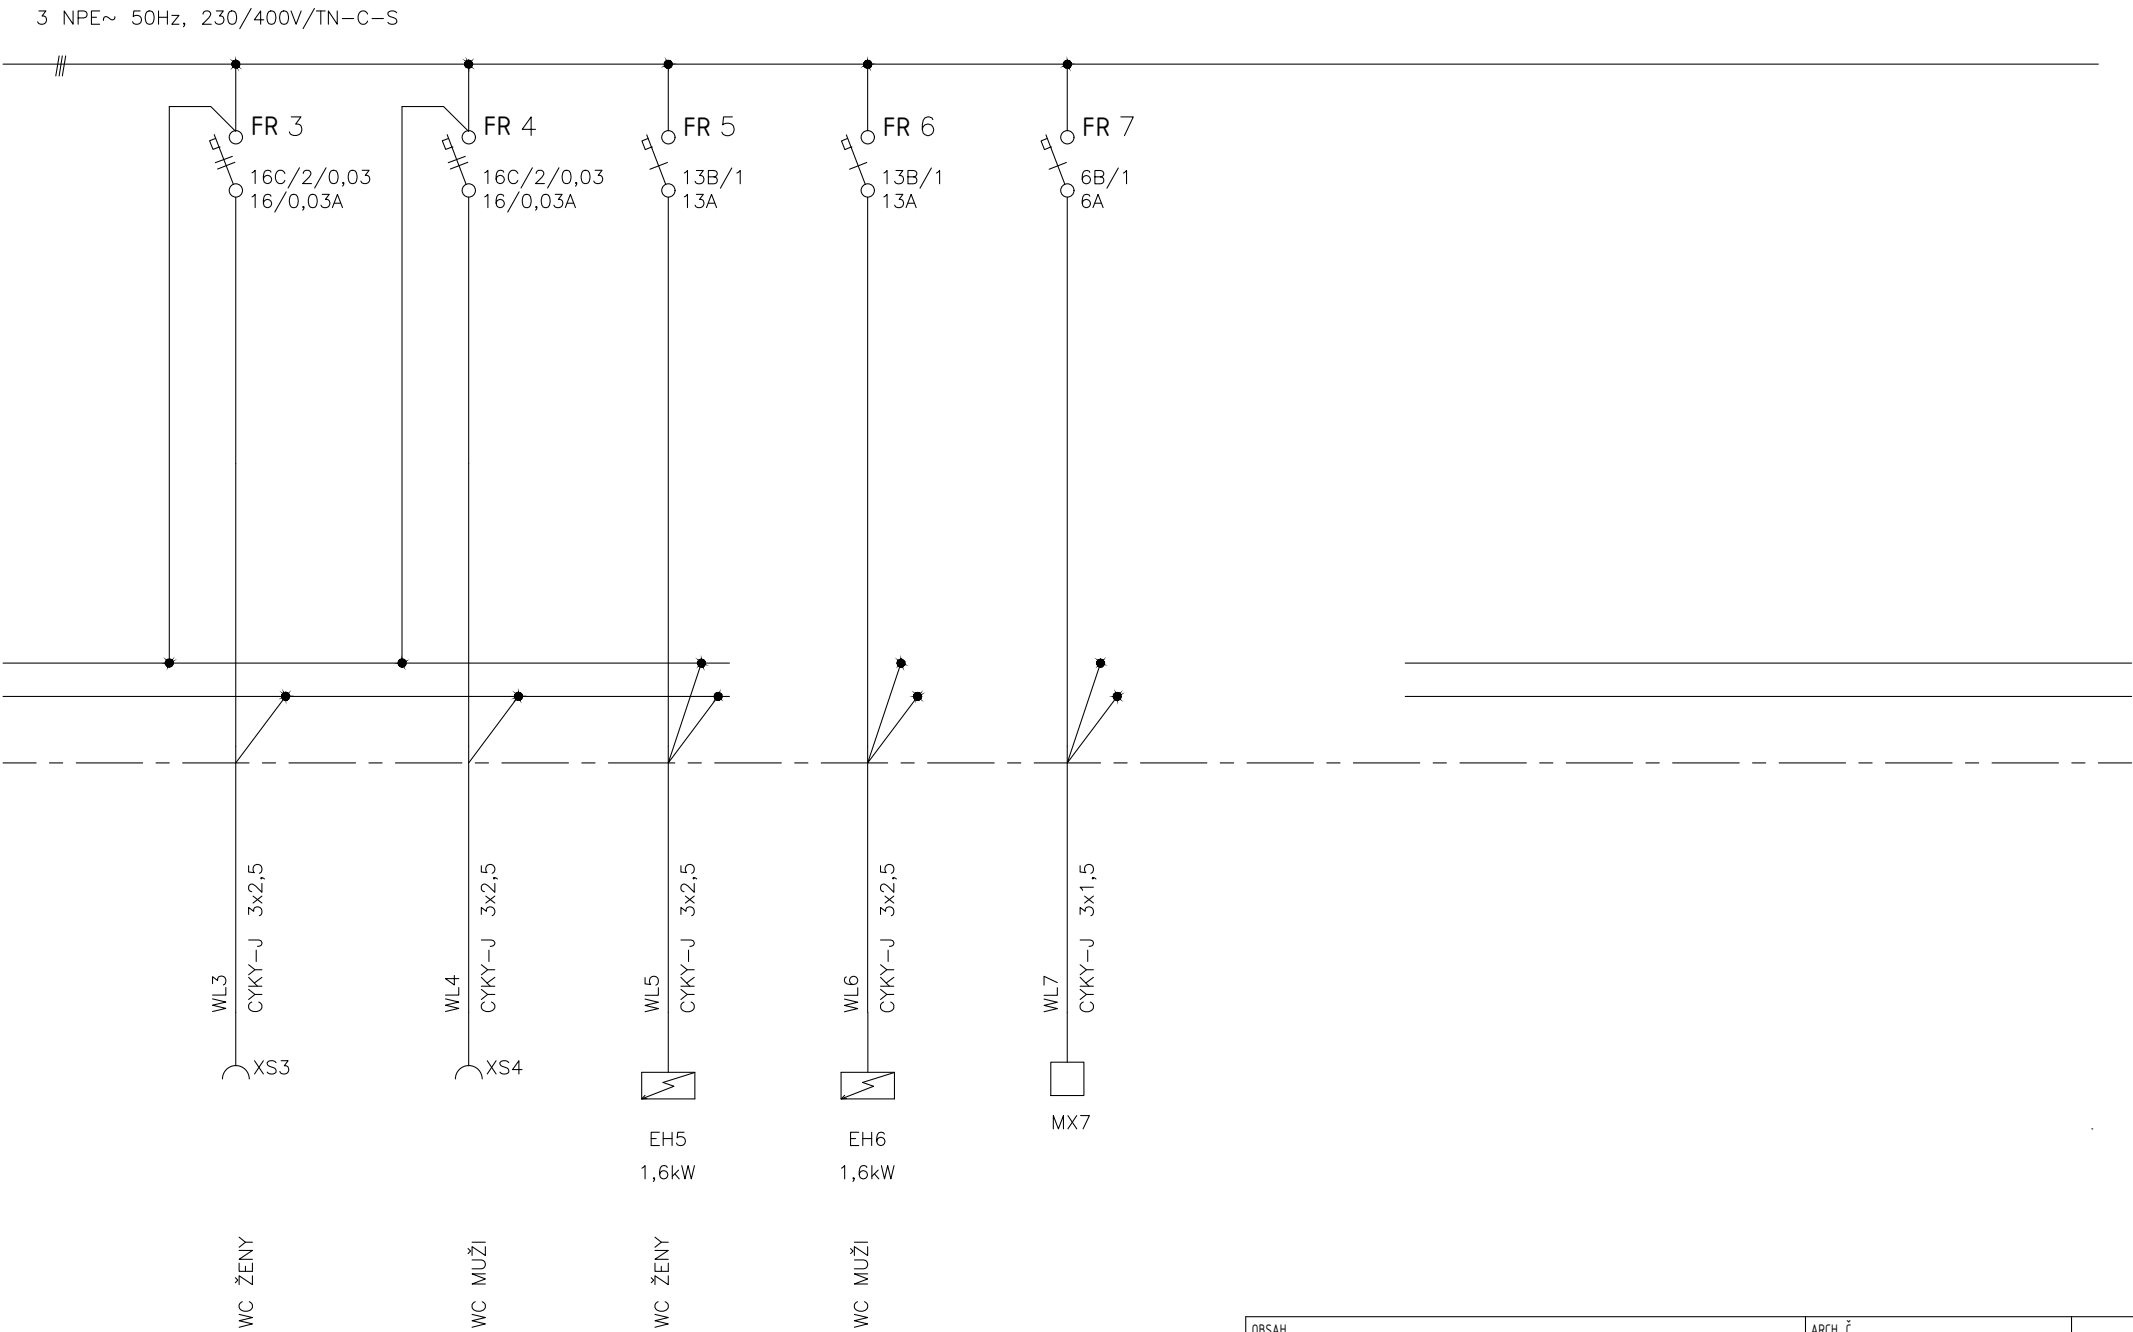 3 NPE~ 50Hz, 230/400V/TN-C-S
FR 3
16C/2/0,03
16/0,03A
FR 4
16C/2/0,03
16/0,03A
FR 5
13B/1
13A
FR 6
13B/1
13A
FR 7
6B/1
6A
WL3
CYKY-J 3x2,5
WL4
CYKY-J 3x2,5
WL5
CYKY-J 3x2,5
WL6
CYKY-J 3x2,5
WL7
CYKY-J 3x1,5
XS3
XS4
EH5
1,6kW
EH6
1,6kW
MX7
WC ŽENY
WC MUŽI
WC ŽENY
WC MUŽI
OBSAH
ARCH. Č.